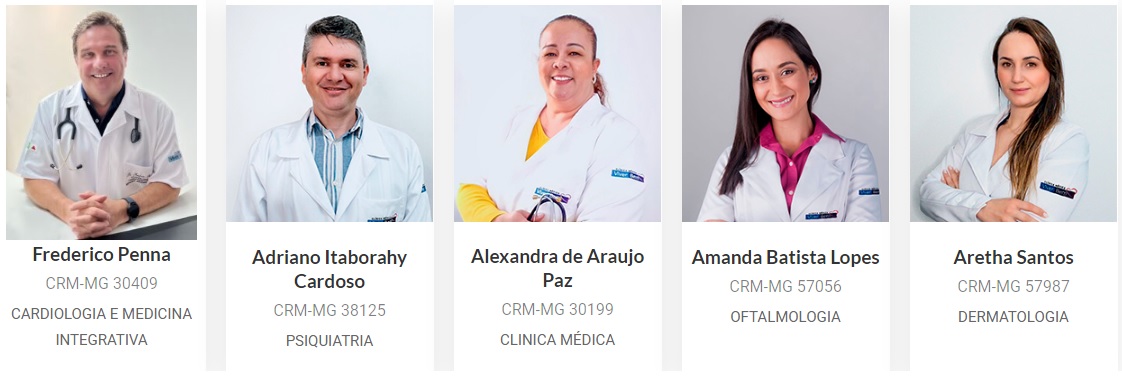 Frederico Penna
CRM-MG 30409
CARDIOLOGIA E MEDICINA
INTEGRATIVA
Adriano Itaborahy
Cardoso
CRM-MG 38125
PSIQUIATRIA
Alexandra de Araujo
Paz
CRM-MG 30199
CLINICA MÉDICA
Amanda Batista Lopes
CRM-MG 57056
OFTALMOLOGIA
Aretha Santos
CRM-MG 57987
DERMATOLOGIA